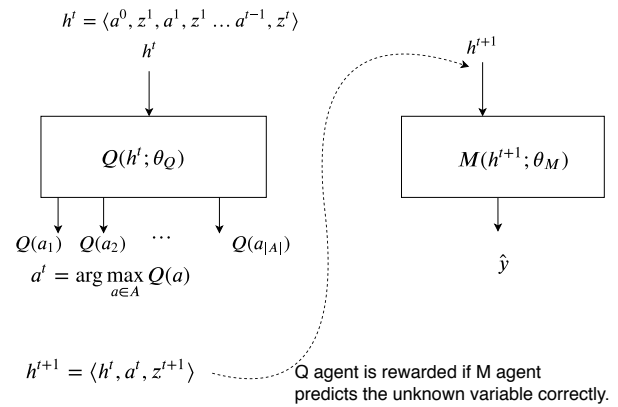 h^t = ⟨a^0, z^1, a^1, z^1 … a^{t−1}, z^t⟩
h^t
Q(h^t; θ_Q)
Q(a_1) Q(a_2) … Q(a_{|A|})
a^t = arg max Q(a)
a∈A
h^{t+1} = ⟨h^t, a^t, z^{t+1}⟩
h^{t+1}
M(h^{t+1}; θ_M)
ŷ
Q agent is rewarded if M agent
predicts the unknown variable correctly.